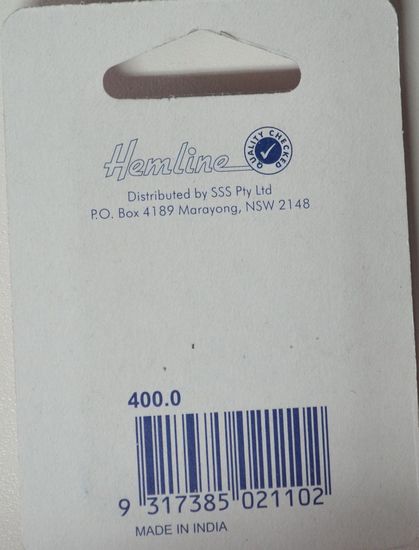 Hemline QUALITY CHECKED
Distributed by SSS Pty Ltd
P.O. Box 4189 Marayong, NSW 2148
400.0
9 317385 021102
MADE IN INDIA